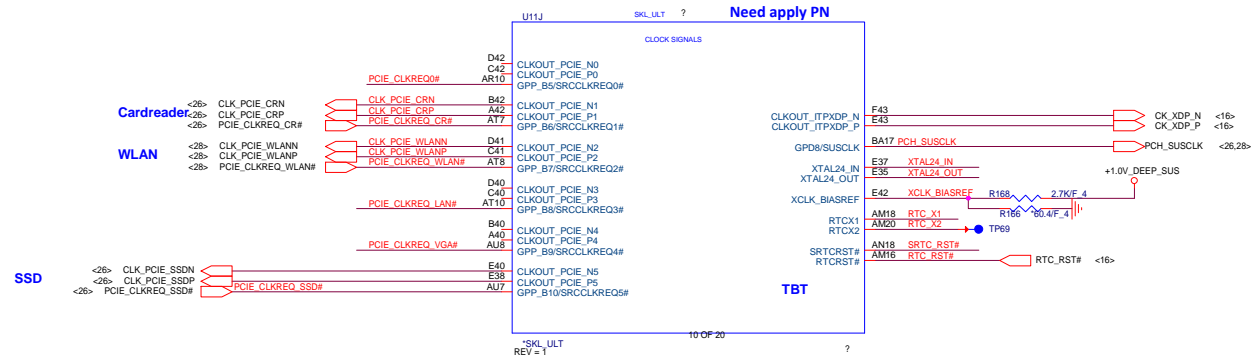 U11J
SKL_ULT ?
Need apply PN
CLOCK SIGNALS
D42
CLKOUT_PCIE_N0
C42
CLKOUT_PCIE_P0
PCIE_CLKREQ0#
AR10
GPP_B5/SRCCLKREQ0#
Cardreader
<26> CLK_PCIE_CRN
CLK_PCIE_CRN
B42
CLKOUT_PCIE_N1
<26> CLK_PCIE_CRP
CLK_PCIE_CRP
A42
CLKOUT_PCIE_P1
<26> PCIE_CLKREQ_CR#
PCIE_CLKREQ_CR#
AT7
GPP_B6/SRCCLKREQ1#
WLAN
<28> CLK_PCIE_WLANN
CLK_PCIE_WLANN
D41
CLKOUT_PCIE_N2
<28> CLK_PCIE_WLANP
CLK_PCIE_WLANP
C41
CLKOUT_PCIE_P2
<28> PCIE_CLKREQ_WLAN#
PCIE_CLKREQ_WLAN#
AT8
GPP_B7/SRCCLKREQ2#
D40
CLKOUT_PCIE_N3
C40
CLKOUT_PCIE_P3
PCIE_CLKREQ_LAN#
AT10
GPP_B8/SRCCLKREQ3#
B40
CLKOUT_PCIE_N4
A40
CLKOUT_PCIE_P4
PCIE_CLKREQ_VGA#
AU8
GPP_B9/SRCCLKREQ4#
SSD
<26> CLK_PCIE_SSDN
E40
CLKOUT_PCIE_N5
<26> CLK_PCIE_SSDP
E38
CLKOUT_PCIE_P5
<26> PCIE_CLKREQ_SSD#
PCIE_CLKREQ_SSD#
AU7
GPP_B10/SRCCLKREQ5#
CLKOUT_ITPXDP_N
F43
CK_XDP_N <16>
CLKOUT_ITPXDP_P
E43
CK_XDP_P <16>
GPD8/SUSCLK
BA17
PCH_SUSCLK
PCH_SUSCLK <26,28>
XTAL24_IN
E37
XTAL24_IN
XTAL24_OUT
E35
XTAL24_OUT
+1.0V_DEEP_SUS
XCLK_BIASREF
E42
XCLK_BIASREF
R168 2.7K/F_4
R166 *60.4/F_4
RTCX1
AM18
RTC_X1
RTCX2
AM20
RTC_X2
TP69
SRTCRST#
AN18
SRTC_RST#
RTCRST#
AM16
RTC_RST#
RTC_RST# <16>
TBT
10 OF 20
*SKL_ULT
REV = 1
?